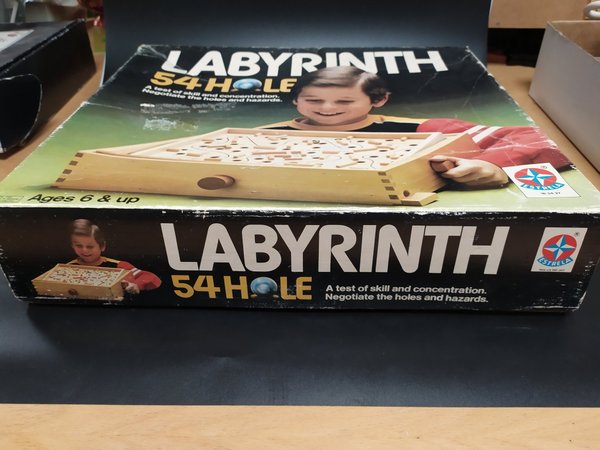 LABYRINTH
54 HOLE
A test of skill and concentration.
Negotiate the holes and hazards.
ESTRELA
Ages 6 & up
LABYRINTH
54 HOLE
A test of skill and concentration.
Negotiate the holes and hazards.
ESTRELA